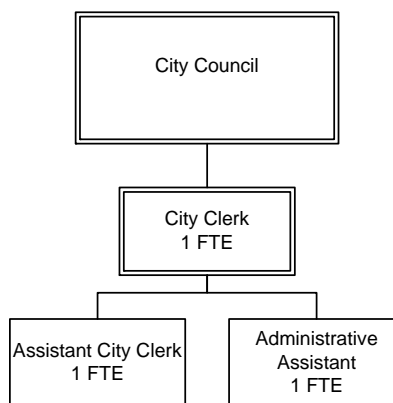 City Council
City Clerk
1 FTE
Assistant City Clerk
1 FTE
Administrative
Assistant
1 FTE